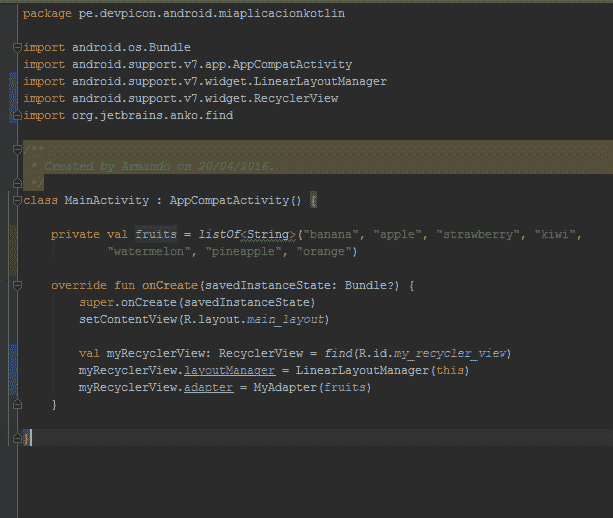 package pe.devpicon.android.miaplicacionkotlin
import android.os.Bundle
import android.support.v7.app.AppCompatActivity
import android.support.v7.widget.LinearLayoutManager
import android.support.v7.widget.RecyclerView
import org.jetbrains.anko.find
/**
 * Created by Armando on 20/04/2016.
 */
class MainActivity : AppCompatActivity() {
    private val fruits = listOf<String>("banana", "apple", "strawberry", "kiwi",
            "watermelon", "pineapple", "orange")
    override fun onCreate(savedInstanceState: Bundle?) {
        super.onCreate(savedInstanceState)
        setContentView(R.layout.main_layout)
        val myRecyclerView: RecyclerView = find(R.id.my_recycler_view)
        myRecyclerView.layoutManager = LinearLayoutManager(this)
        myRecyclerView.adapter = MyAdapter(fruits)
    }
}